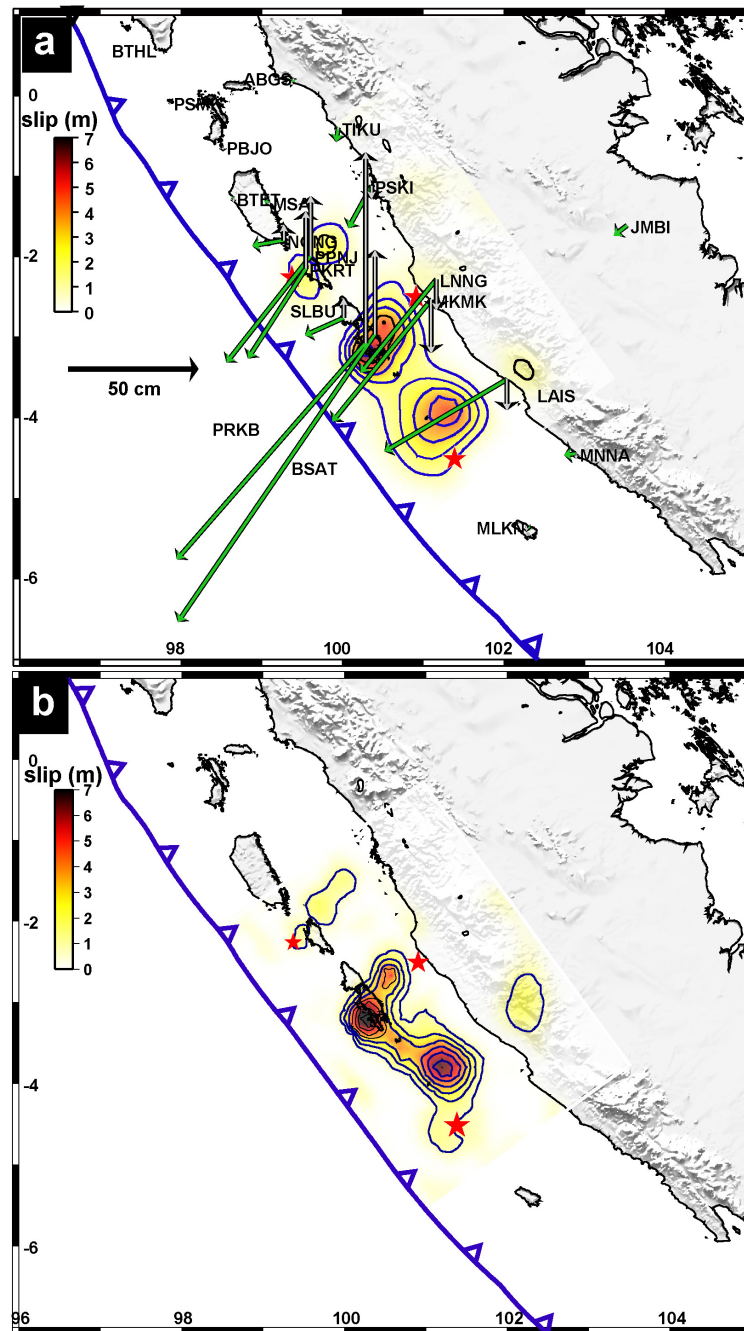 a
BTHL
ABGS
0
PSMK
slip (m)
TIKU
7
6
5
4
3
2
1
0
PBJO
PSKI
BTET
MSAI
JMBI
-2
NGNG
PPNJ
PKRT
LNNG
MKMK
SLBU
50 cm
LAIS
-4
PRKB
MNNA
BSAT
MLKN
-6
98
100
102
104
b
0
slip (m)
7
6
5
4
3
2
1
0
-2
-4
-6
96
98
100
102
104